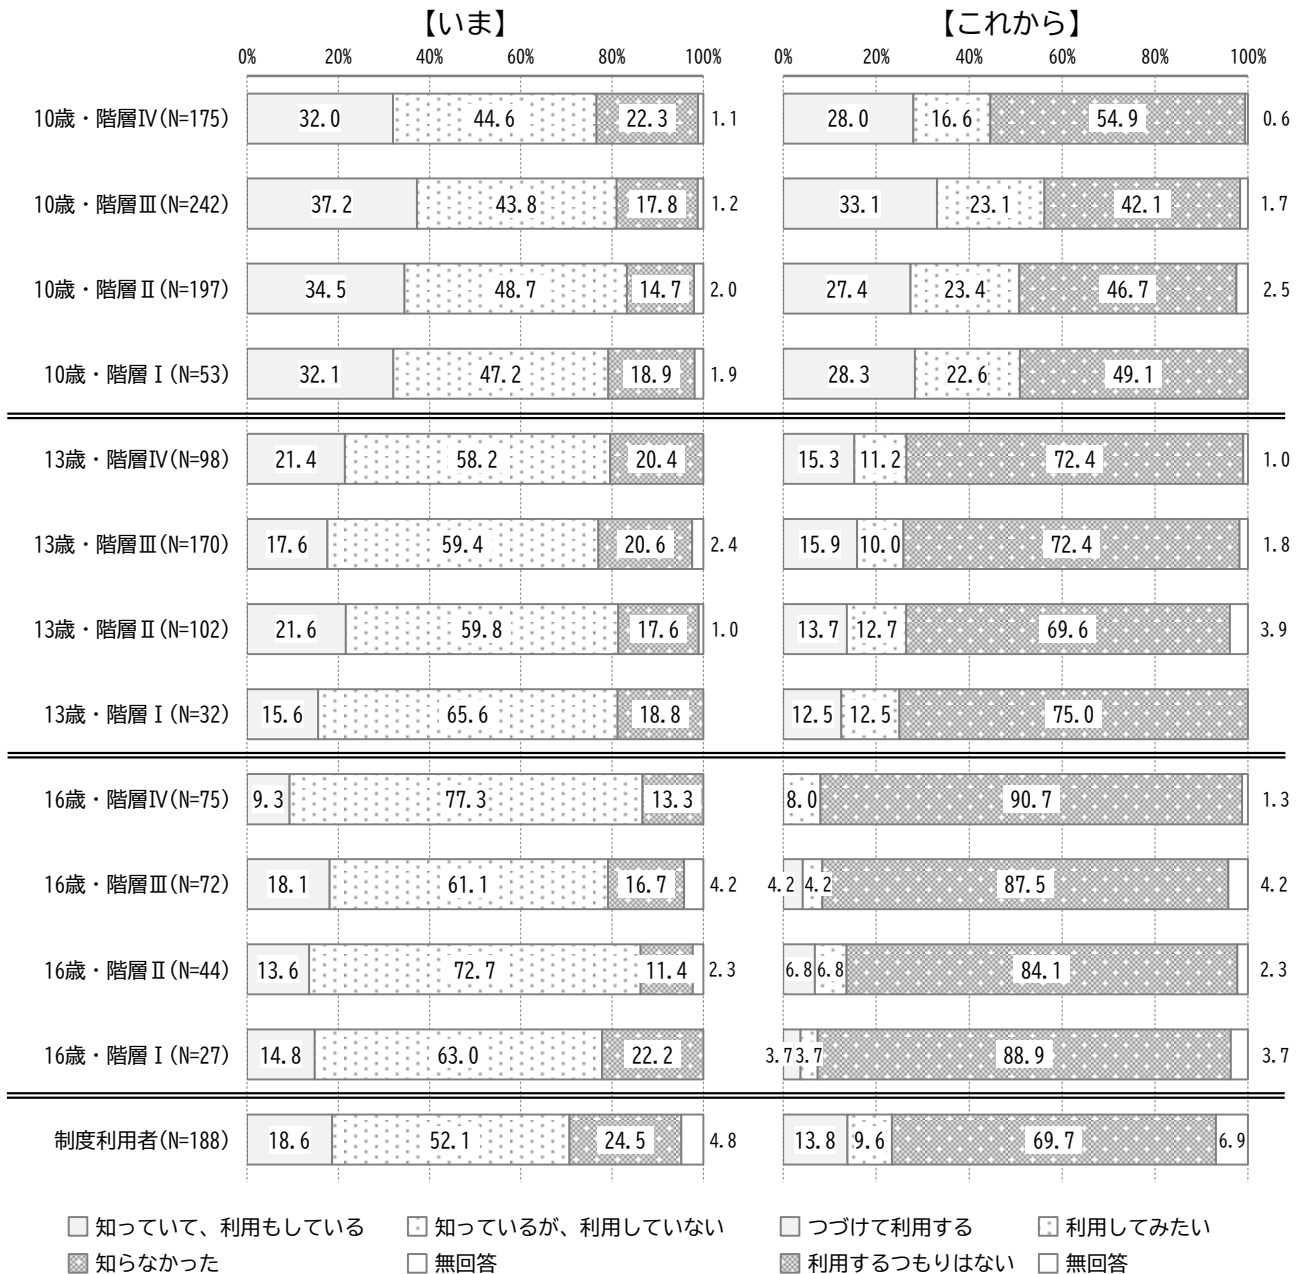 【いま】 【これから】
0% 20% 40% 60% 80% 100% 0% 20% 40% 60% 80% 100%
10歳・階層Ⅳ(N=175) 32.0 44.6 22.3 1.1 28.0 16.6 54.9 0.6
10歳・階層Ⅲ(N=242) 37.2 43.8 17.8 1.2 33.1 23.1 42.1 1.7
10歳・階層Ⅱ(N=197) 34.5 48.7 14.7 2.0 27.4 23.4 46.7 2.5
10歳・階層Ⅰ(N=53) 32.1 47.2 18.9 1.9 28.3 22.6 49.1
13歳・階層Ⅳ(N=98) 21.4 58.2 20.4 15.3 11.2 72.4 1.0
13歳・階層Ⅲ(N=170) 17.6 59.4 20.6 2.4 15.9 10.0 72.4 1.8
13歳・階層Ⅱ(N=102) 21.6 59.8 17.6 1.0 13.7 12.7 69.6 3.9
13歳・階層Ⅰ(N=32) 15.6 65.6 18.8 12.5 12.5 75.0
16歳・階層Ⅳ(N=75) 9.3 77.3 13.3 8.0 90.7 1.3
16歳・階層Ⅲ(N=72) 18.1 61.1 16.7 4.2 4.2 4.2 87.5 4.2
16歳・階層Ⅱ(N=44) 13.6 72.7 11.4 2.3 6.8 6.8 84.1 2.3
16歳・階層Ⅰ(N=27) 14.8 63.0 22.2 3.7 3.7 88.9 3.7
制度利用者(N=188) 18.6 52.1 24.5 4.8 13.8 9.6 69.7 6.9
知っていて、利用もしている 知っているが、利用していない つづけて利用する 利用してみたい
知らなかった 無回答 利用するつもりはない 無回答